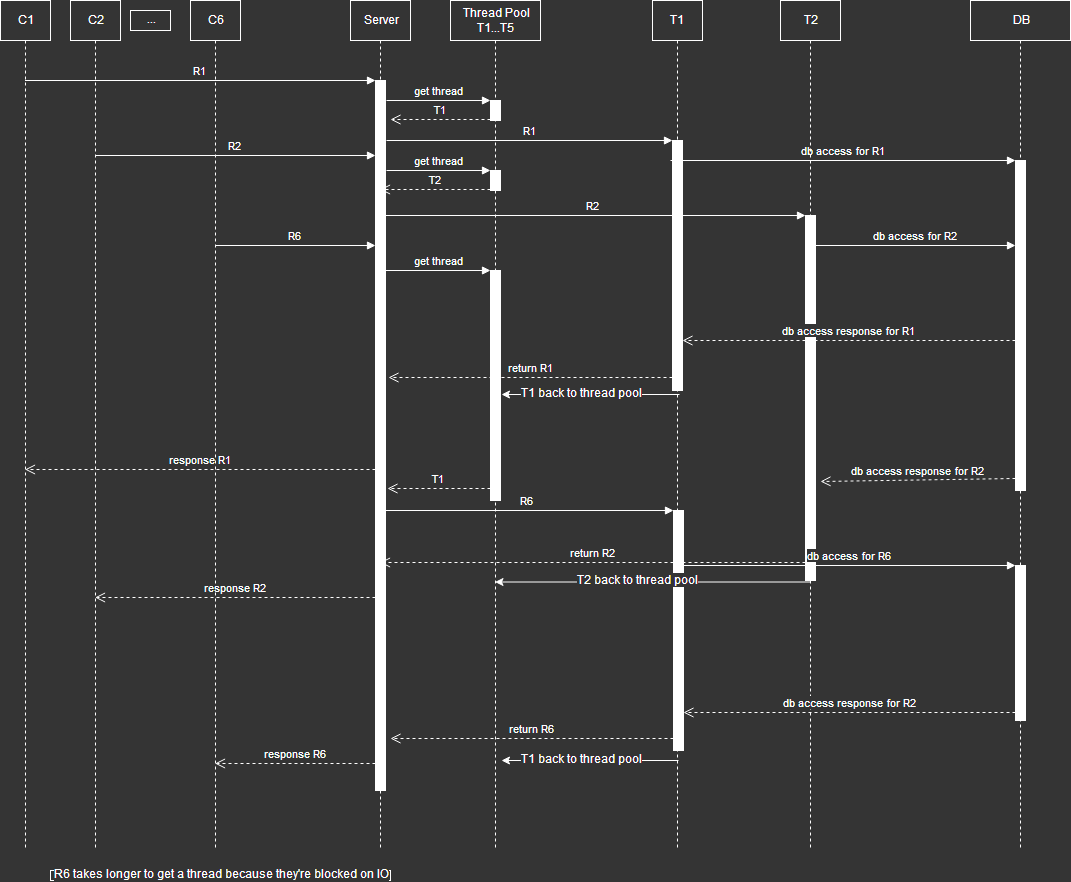 C1
C2
...
C6
Server
Thread Pool
T1...T5
T1
T2
DB
R1
get thread
T1
R1
R2
db access for R1
get thread
T2
R2
R6
db access for R2
get thread
db access response for R1
return R1
T1 back to thread pool
response R1
db access response for R2
T1
R6
return R2
db access for R6
T2 back to thread pool
response R2
db access response for R2
return R6
response R6
T1 back to thread pool
R6 takes longer to get a thread because they're blocked on IO